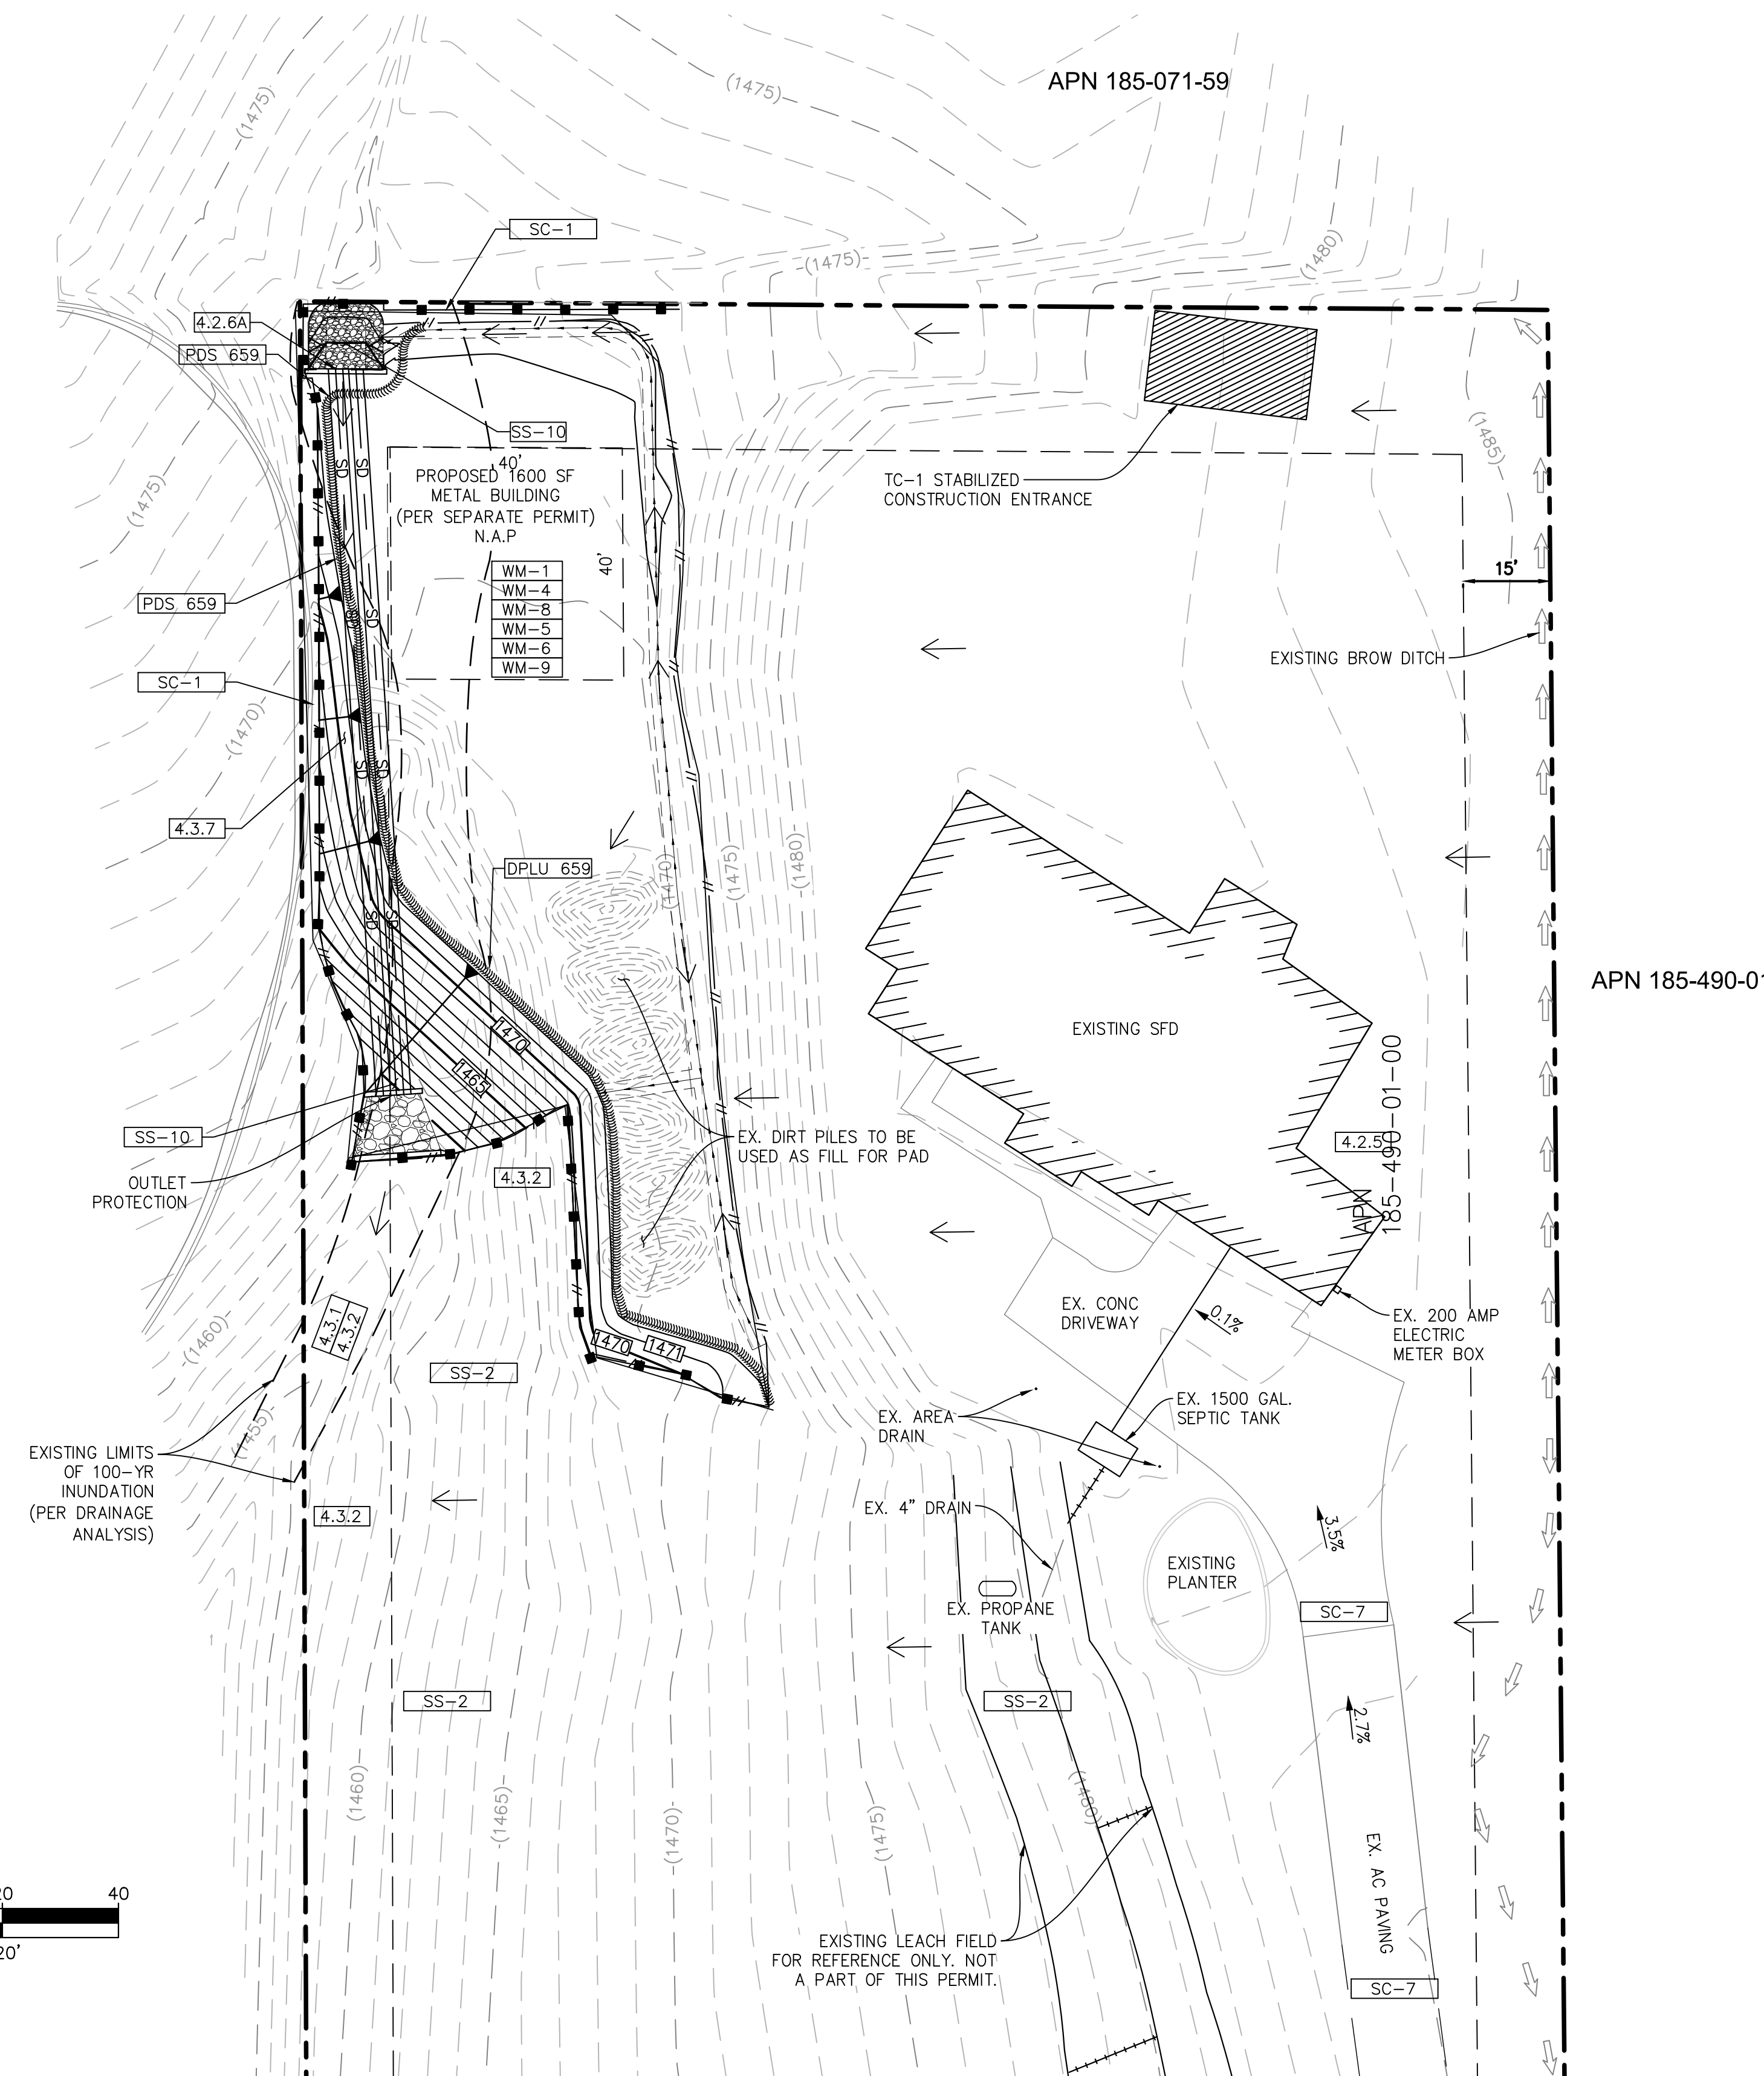 APN 185-071-59
(1475)
(1475)
SC-1
(1475)
(1480)
4.2.6A
PDS 659
SS-10
40'
PROPOSED 1600 SF
METAL BUILDING
(PER SEPARATE PERMIT)
N.A.P
40'
WM-1
WM-4
WM-8
WM-5
WM-6
WM-9
TC-1 STABILIZED
CONSTRUCTION ENTRANCE
(1485)
15'
EXISTING BROW DITCH
(1475)
SD
SD
PDS 659
SD
SD
SC-1
(1470)
SD
SD
4.3.7
DPLU 659
(1470)
(1475)
(1480)
SD
SD
APN 185-490-01
EXISTING SFD
1470
1465
SS-10
OUTLET
PROTECTION
4.3.2
EX. DIRT PILES TO BE
USED AS FILL FOR PAD
4.2.5
APN
185-490-01-00
4.3.1
4.3.2
(1460)
1470
1471
EX. CONC
DRIVEWAY
0.1%
EX. 200 AMP
ELECTRIC
METER BOX
SS-2
EX. AREA
DRAIN
EX. 1500 GAL.
SEPTIC TANK
(1455)
EXISTING LIMITS
OF 100-YR
INUNDATION
(PER DRAINAGE
ANALYSIS)
4.3.2
EX. 4" DRAIN
3.5%
EXISTING
PLANTER
EX. PROPANE
TANK
SC-7
SS-2
SS-2
2.7%
(1460)
(1465)
(1470)
(1475)
(1480)
EX. AC PAVING
20
40
20'
EXISTING LEACH FIELD
FOR REFERENCE ONLY. NOT
A PART OF THIS PERMIT.
SC-7